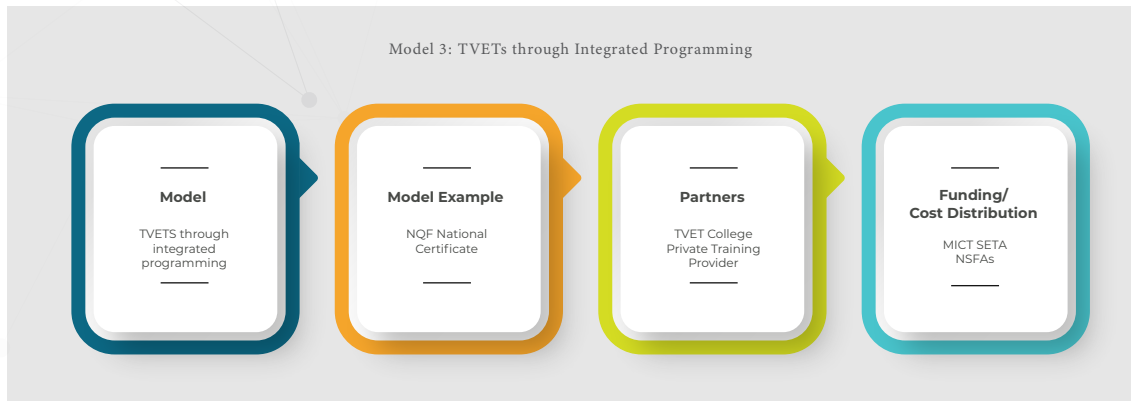 Model 3: TVETs through Integrated Programming
Model
TVETS through
integrated
programming
Model Example
NQF National
Certificate
Partners
TVET College
Private Training
Provider
Funding/
Cost Distribution
MICT SETA
NSFAs